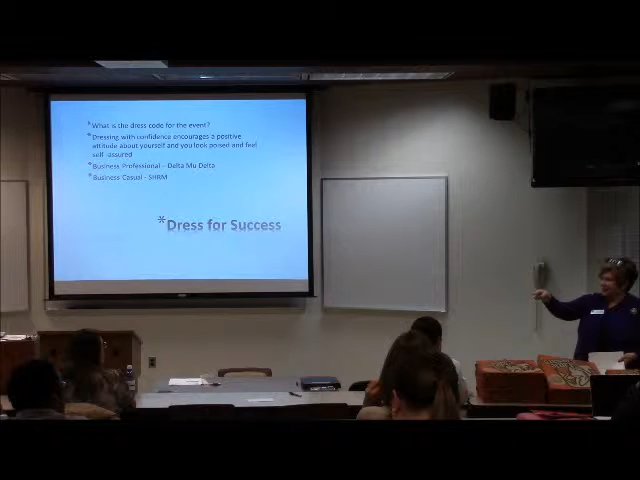 * What is the dress code for the event?
* Dressing with confidence encourages a positive
attitude about yourself and you look poised and feel
self -assured
* Business Professional – Delta Mu Delta
* Business Casual - SHRM
* Dress for Success